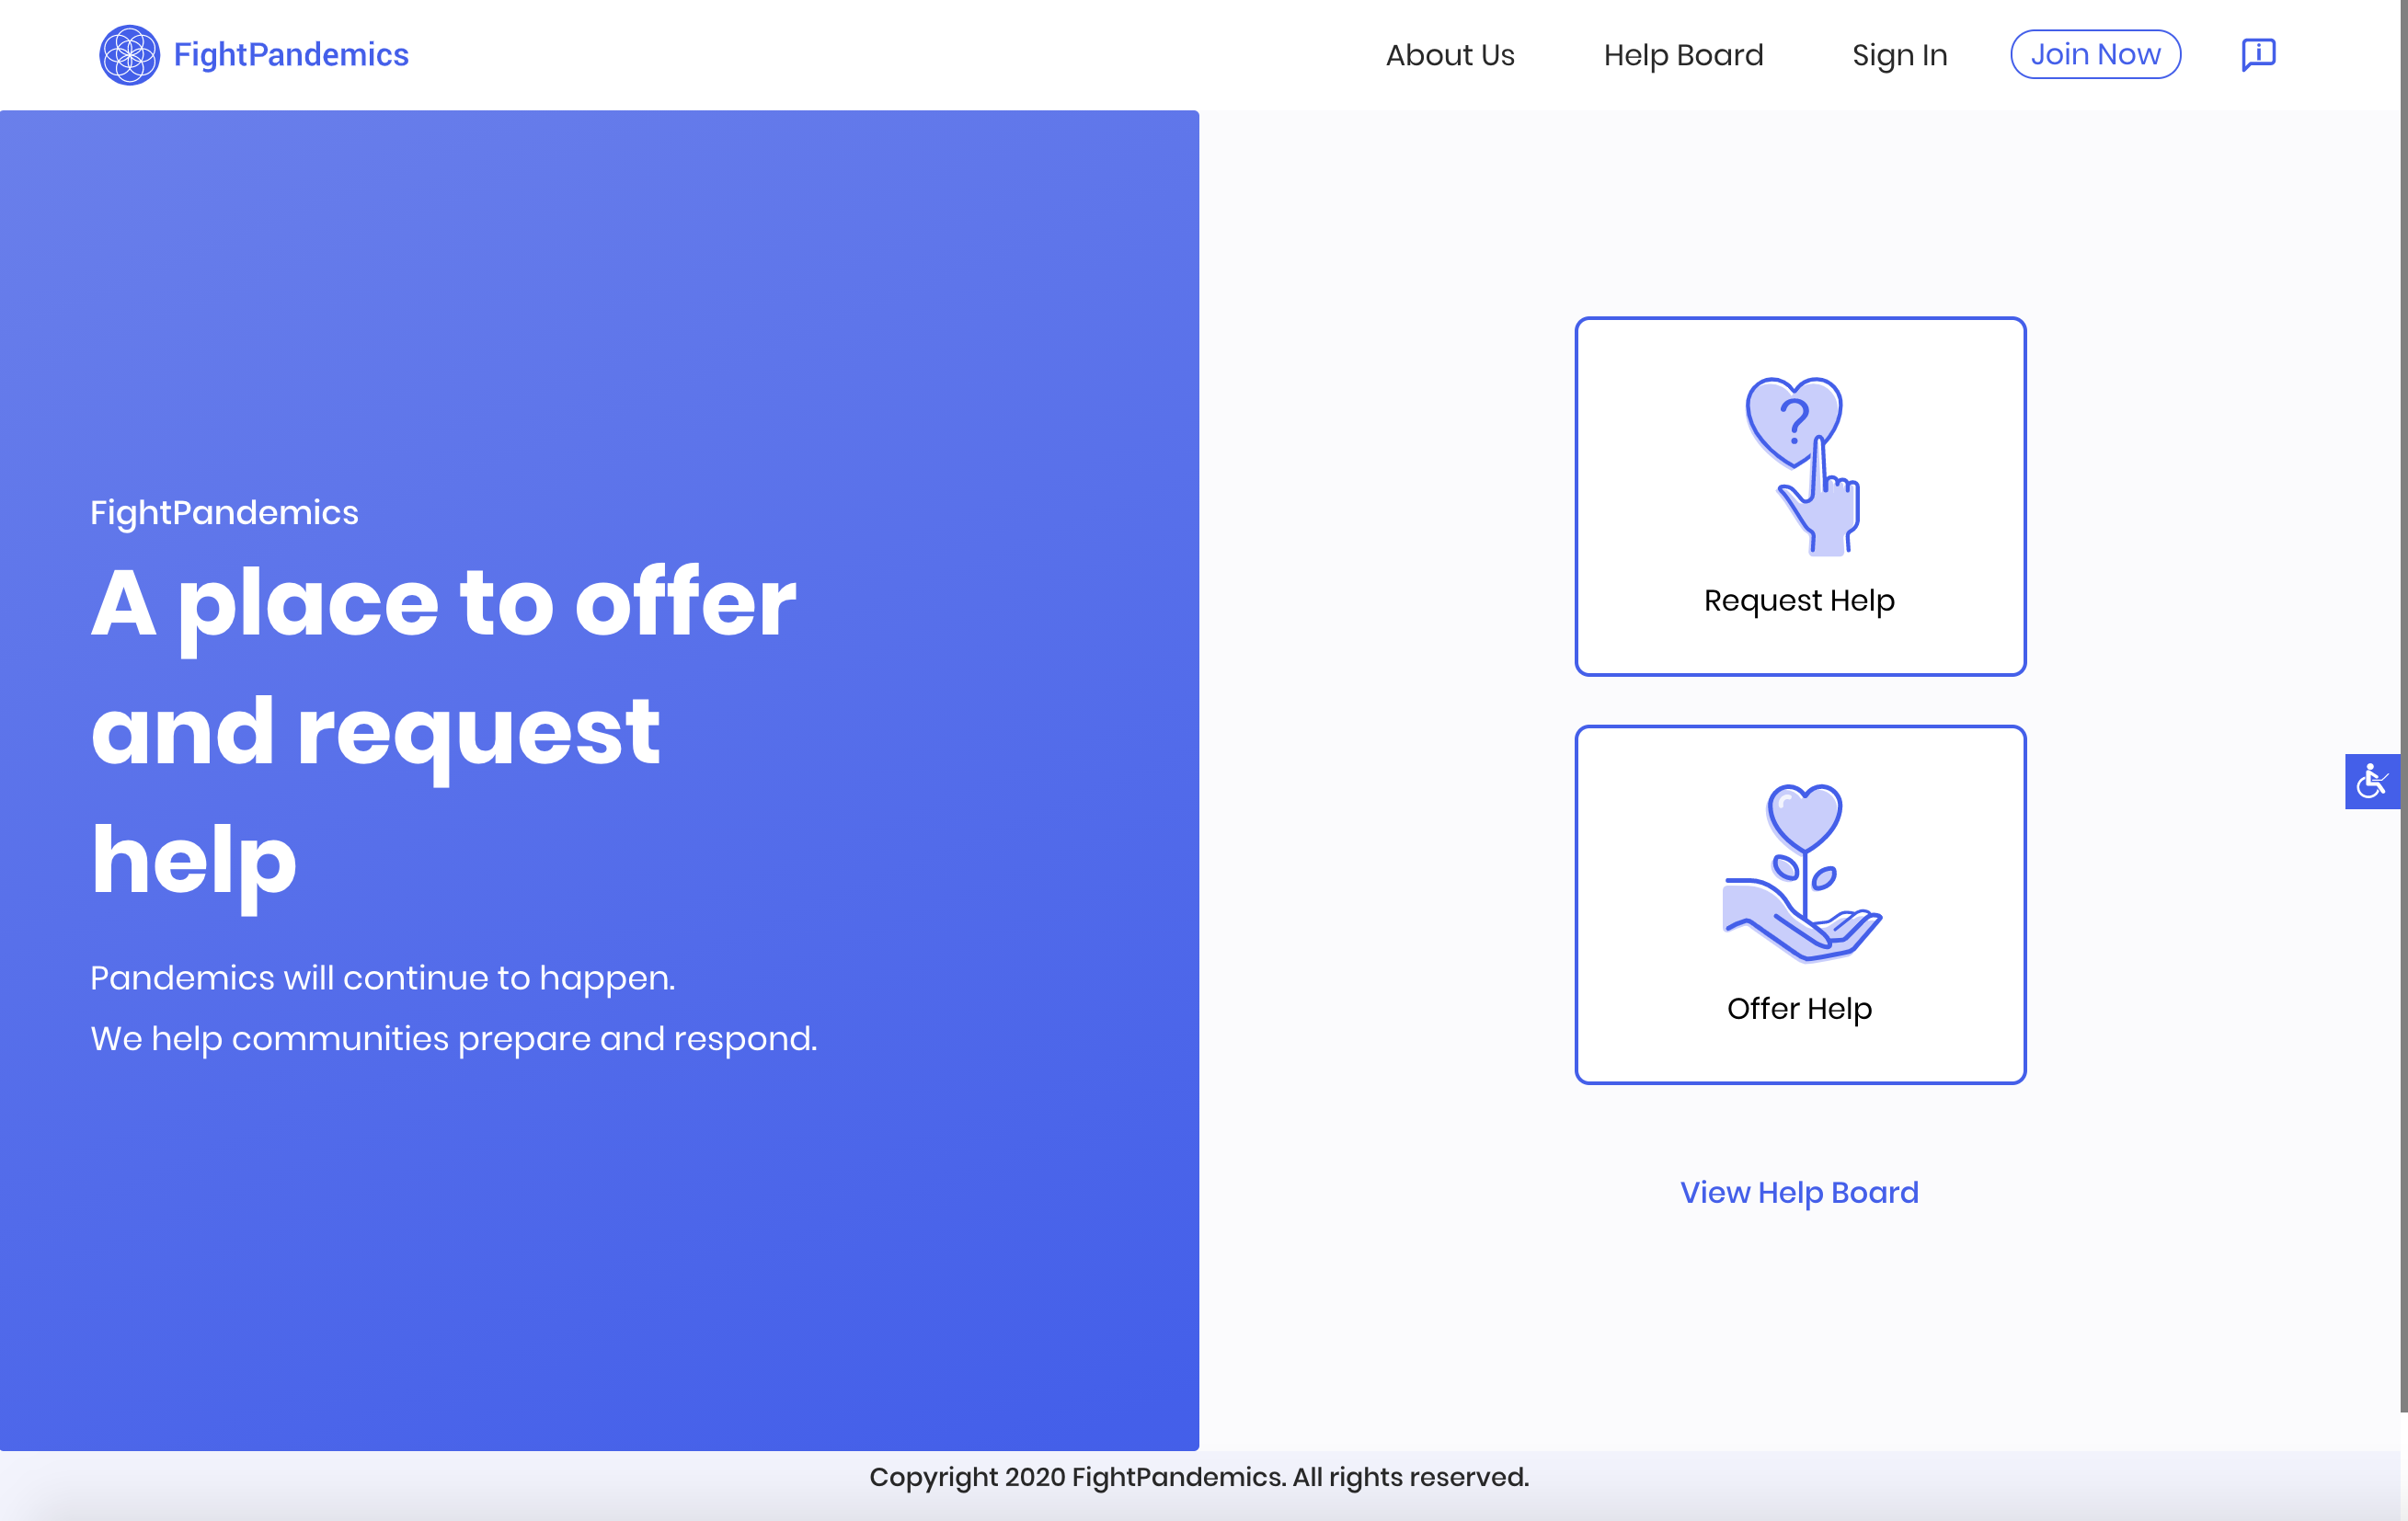 FightPandemics
About Us
Help Board
Sign In
Join Now
FightPandemics
A place to offer
and request
help
Pandemics will continue to happen.
We help communities prepare and respond.
?
Request Help
Offer Help
View Help Board
Copyright 2020 FightPandemics. All rights reserved.